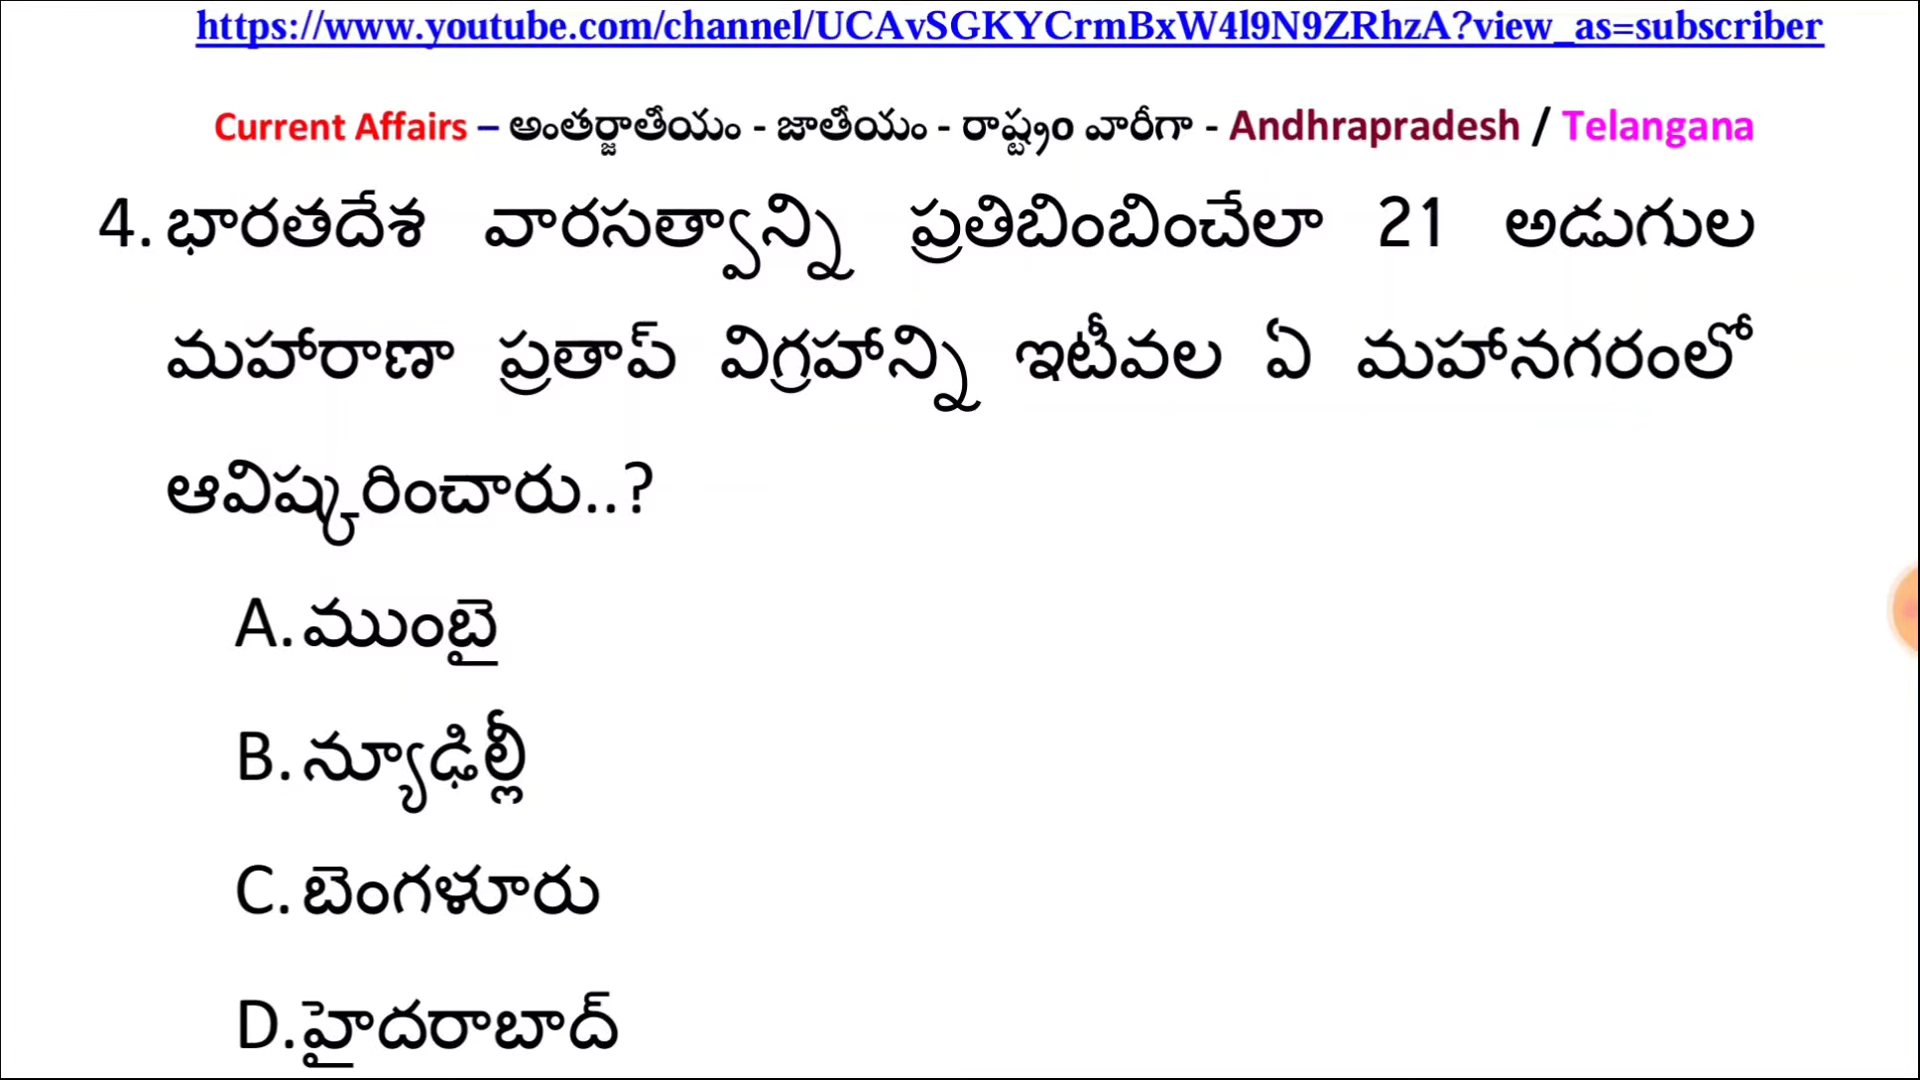 https://www.youtube.com/channel/UCAvSGKYCrmBxW4l9N9ZRhzA?view_as=subscriber
Current Affairs – అంతర్జాతీయం - జాతీయం - రాష్ట్రం వారీగా - Andhrapradesh / Telangana
4. భారతదేశ వారసత్వాన్ని ప్రతిబింబించేలా 21 అడుగుల
మహారాణా ప్రతాప్ విగ్రహాన్ని ఇటీవల ఏ మహానగరంలో
ఆవిష్కరించారు..?
A. ముంబై
B. న్యూఢిల్లీ
C. బెంగళూరు
D. హైదరాబాద్